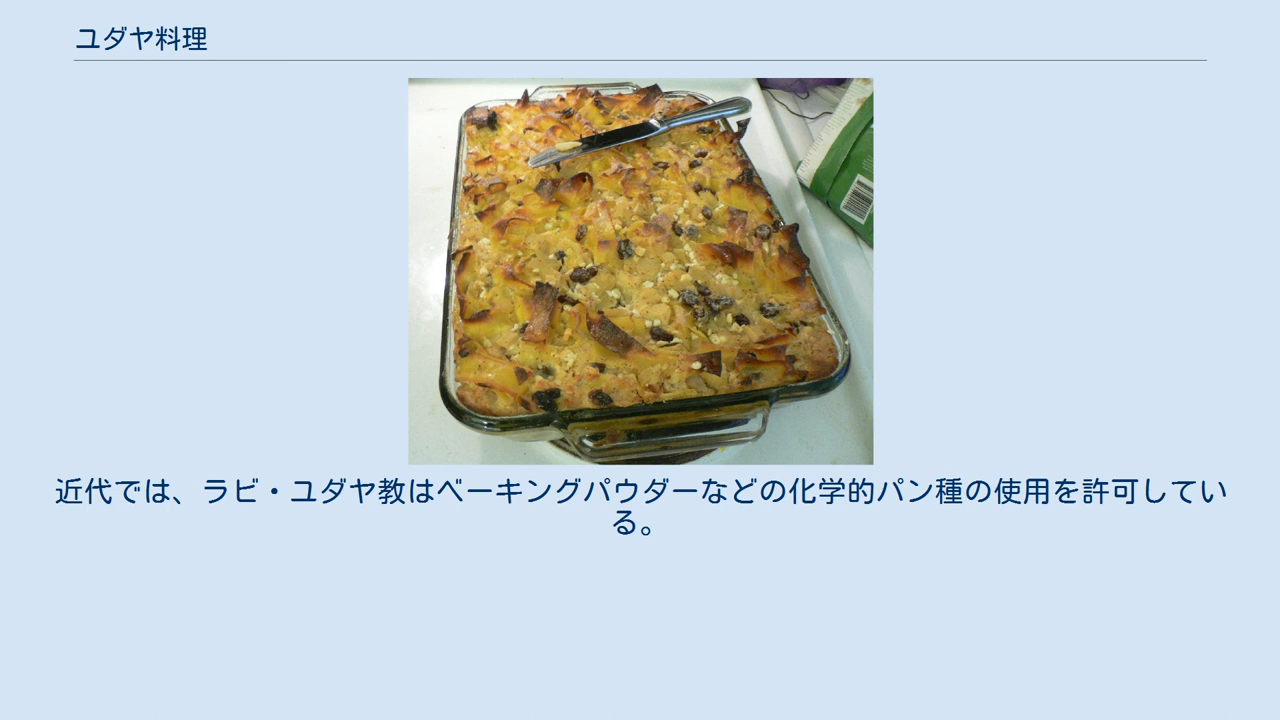 ユダヤ料理
近代では、ラビ・ユダヤ教はベーキングパウダーなどの化学的パン種の使用を許可してい
る。